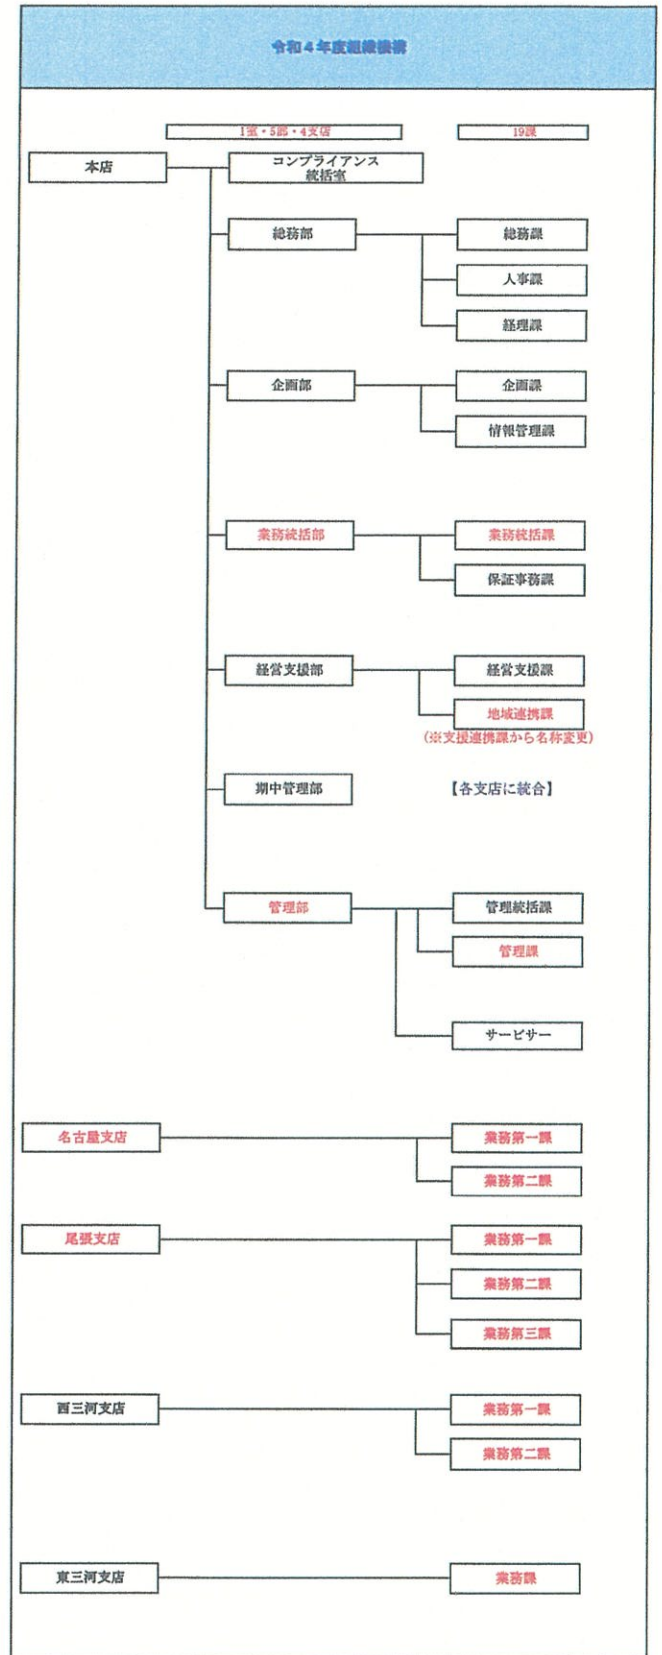 令和4年度組織機構
1室・5部・4支店
19課
本店
コンプライアンス
統括室
総務部
総務課
人事課
経理課
企画部
企画課
情報管理課
業務統括部
業務統括課
保証事務課
経営支援部
経営支援課
地域連携課
(※支援連携課から名称変更)
期中管理部
【各支店に統合】
管理部
管理統括課
管理課
サービサー
名古屋支店
業務第一課
業務第二課
尾張支店
業務第一課
業務第二課
業務第三課
西三河支店
業務第一課
業務第二課
東三河支店
業務課